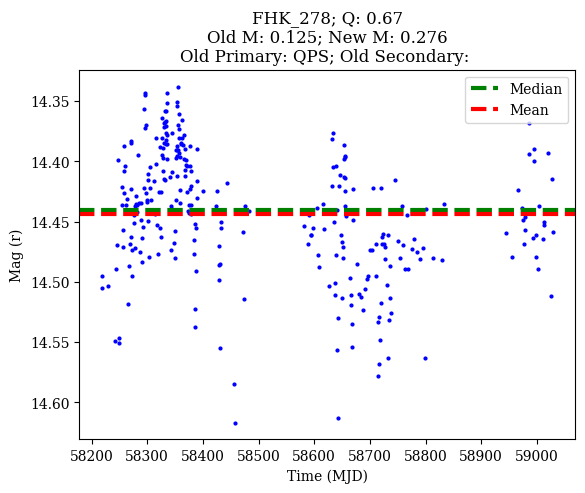 FHK_278; Q: 0.67
Old M: 0.125; New M: 0.276
Old Primary: QPS; Old Secondary:
Median
Mean
Mag (r)
14.35
14.40
14.45
14.50
14.55
14.60
58200 58300 58400 58500 58600 58700 58800 58900 59000
Time (MJD)